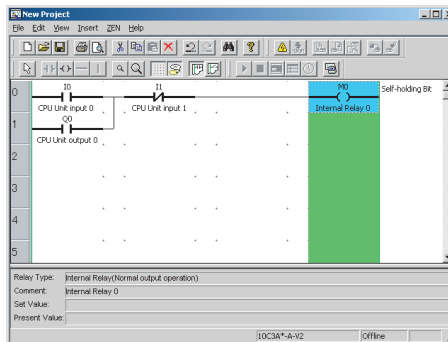 New Project
File Edit View Insert ZEN Help
0 I0 I1 M0 Self-holding Bit
CPU Unit input 0 CPU Unit input 1 Internal Relay 0
1 Q0
CPU Unit output 0
2
3
4
5
Relay Type: Internal Relay(Normal output operation)
Comment: Internal Relay 0
Set Value:
Present Value:
10C3A*-A-V2 Offline